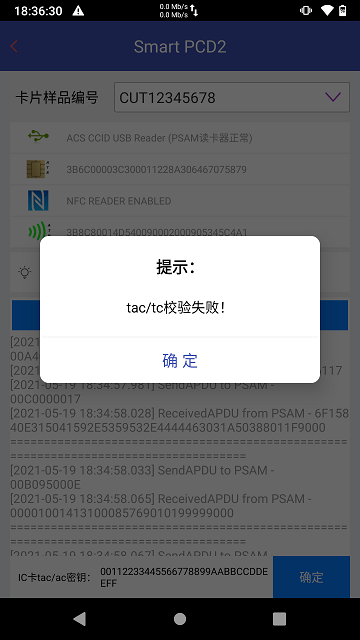 18:36:30
0.0 Mb/s
0.0 Mb/s
Smart PCD2
卡片样品编号
CUT12345678
ACS CCID USB Reader (PSAM读卡器正常)
3B6C00003C300011228A306467075879
NFC READER ENABLED
3B8C80014D540090002000905345C4A1
提示：
tac/tc校验失败！
确 定
[2021
00A4
[2021 117
[2021-05-19 18:34:57.981] SendAPDU to PSAM -
00C0000017
[2021-05-19 18:34:58.028] ReceivedAPDU from PSAM - 6F15840E315041592E5359532E4444463031A50388011F9000
[2021-05-19 18:34:58.033] SendAPDU to PSAM -
00B095000E
[2021-05-19 18:34:58.065] ReceivedAPDU from PSAM -
00001001413100085769010199999000
[2021-05-19 18:34:58.067] SendAPDU to PSAM -
IC卡tac/ac密钥：
00112233445566778899AABBCCDDE
EFF
确定